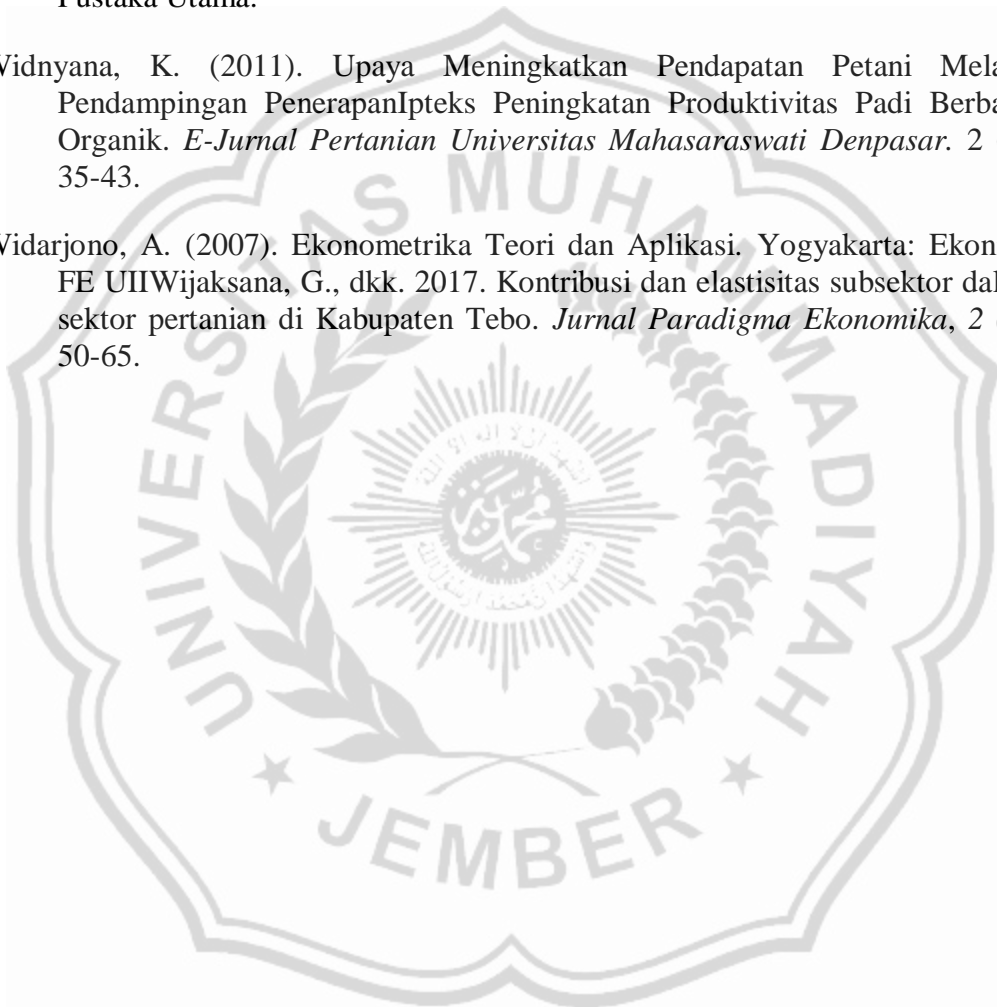 Pustaka Utama.
Vidnyana, K. (2011). Upaya Meningkatkan Pendapatan Petani Mela
Pendampingan PenerapanIpteks Peningkatan Produktivitas Padi Berba
Organik. E-Jurnal Pertanian Universitas Mahasaraswati Denpasar. 2
35-43.
Vidarjono, A. (2007). Ekonometrika Teori dan Aplikasi. Yogyakarta: Ekon
FE UIIWijaksana, G., dkk. 2017. Kontribusi dan elastisitas subsektor dal
sektor pertanian di Kabupaten Tebo. Jurnal Paradigma Ekonomika, 2
50-65.
UNIVERSITAS MUHAMMADIYAH
JEMBER